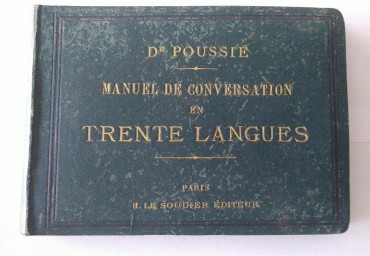 Dr POUSSIÉ
MANUEL DE CONVERSATION
EN
TRENTE LANGUES
PARIS
H. LE SOUDIER ÉDITEUR